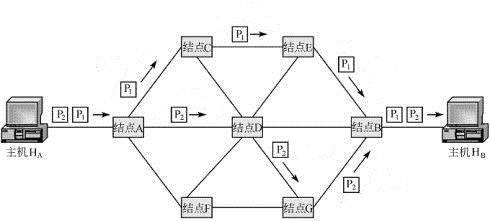 P₁
结点C
结点E
P₁
P₁
P₂ P₁
P₂
P₁ P₂
结点A
结点D
结点B
主机H_A
主机H_B
P₂
P₂
结点F
结点G